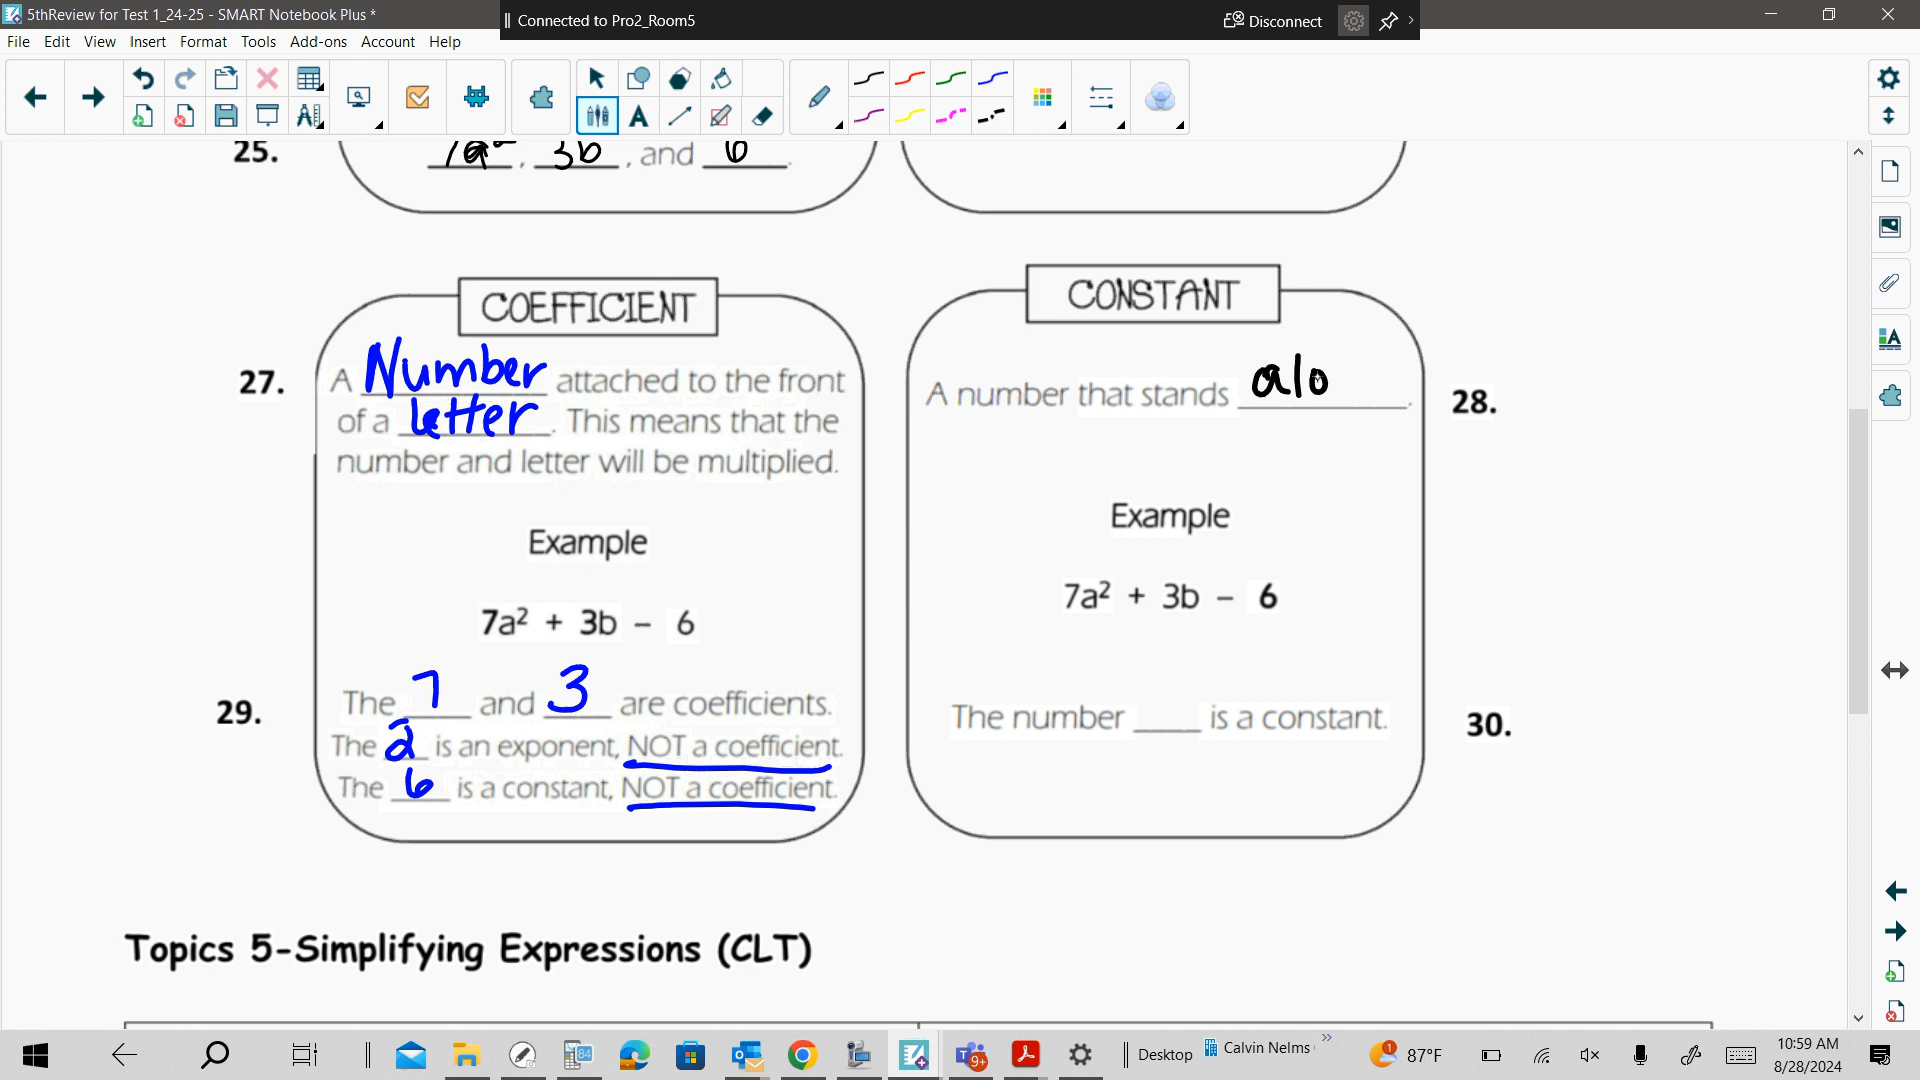 5thReview for Test 1_24-25 - SMART Notebook Plus *
Connected to Pro2_Room5
Disconnect
File Edit View Insert Format Tools Add-ons Account Help
25.
7a², 3b, and 6.
COEFFICIENT
CONSTANT
27.
A Number attached to the front
of a letter. This means that the
number and letter will be multiplied.
Example
7a² + 3b - 6
29.
The 7 and 3 are coefficients.
The 2 is an exponent, NOT a coefficient.
The 6 is a constant, NOT a coefficient.
A number that stands alo____.
28.
Example
7a² + 3b - 6
The number ____ is a constant.
30.
Topics 5-Simplifying Expressions (CLT)
Desktop
Calvin Nelms
87°F
10:59 AM
8/28/2024